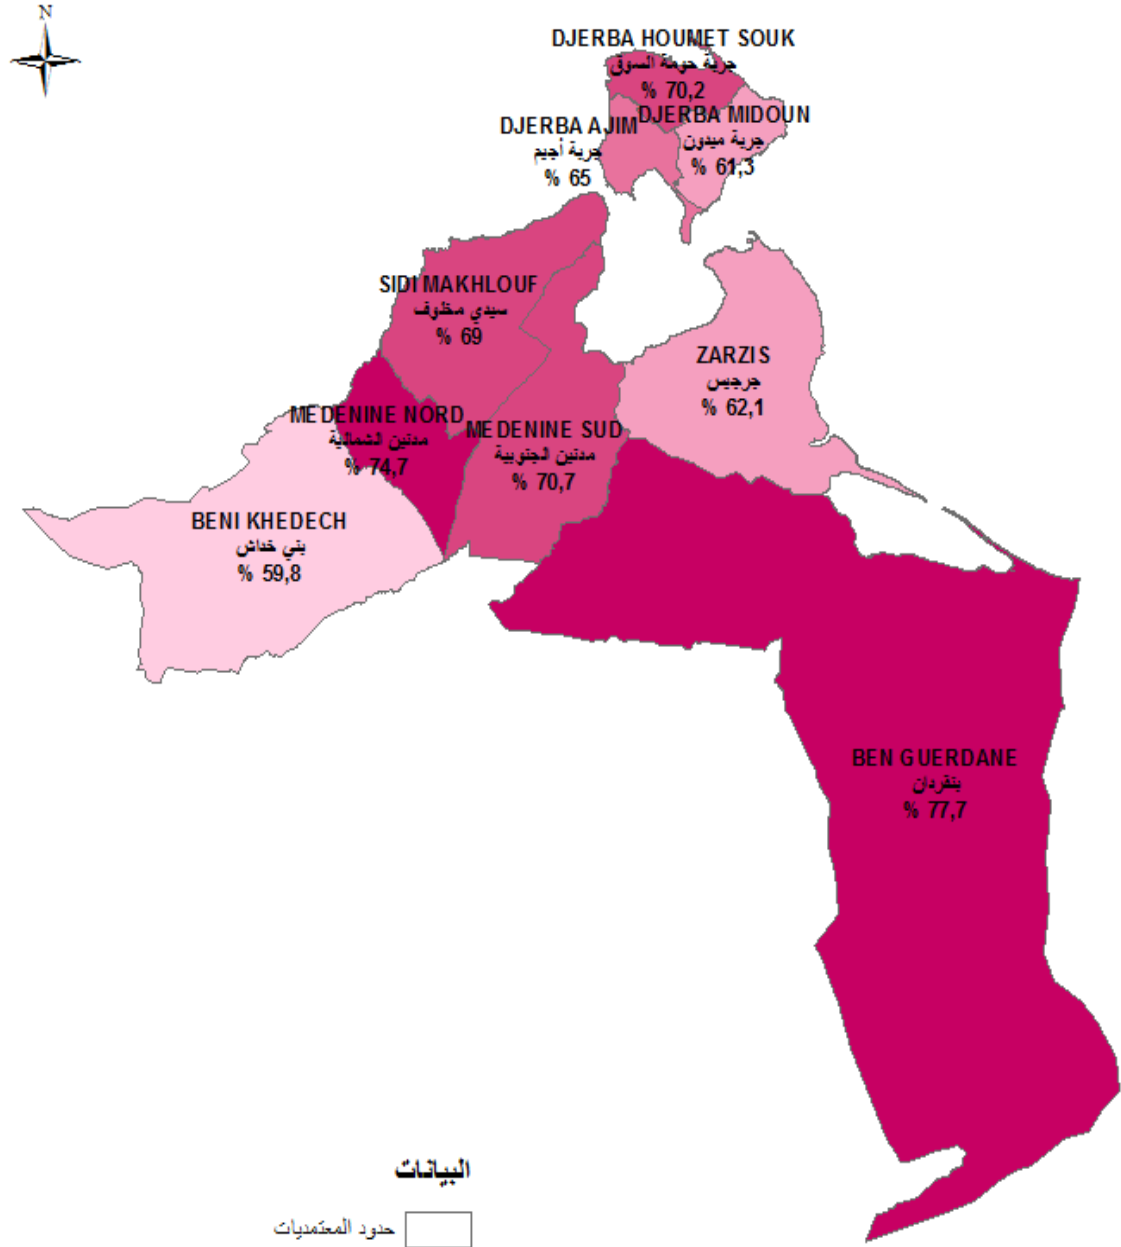 N
DJERBA HOUMET SOUK
جربة حومة السوق
% 70,2
DJERBA MIDOUN
جربة ميدون
% 61,3
DJERBA AJIM
جربة أجيم
% 65
SIDI MAKHLOUF
سيدي مخلوف
% 69
ZARZIS
جرجيس
% 62,1
MEDENINE NORD
مدنين الشمالية
% 74,7
MEDENINE SUD
مدنين الجنوبية
% 70,7
BENI KHEDECH
بني خداش
% 59,8
BEN GUERDANE
بنقردان
% 77,7
البيانات
حدود المعتمديات